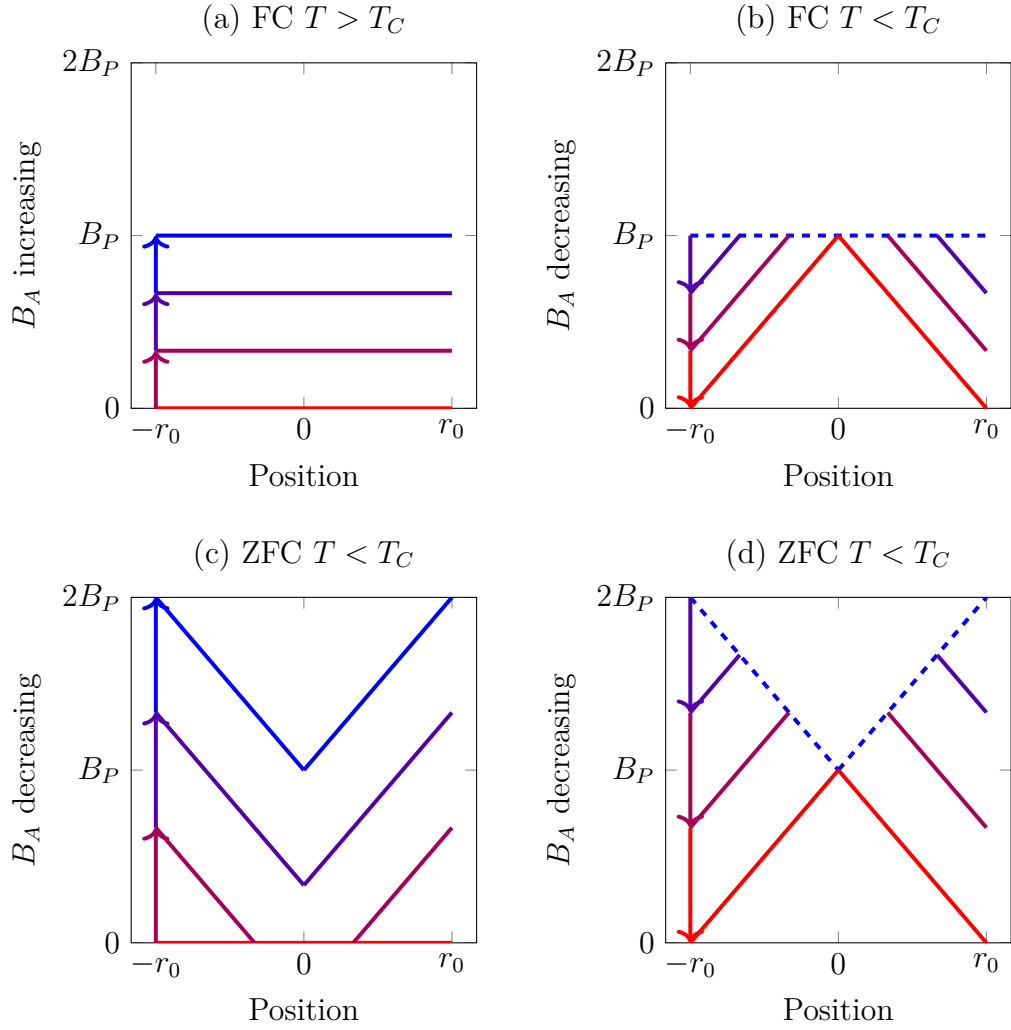 (a) FC $T > T_C$
$2B_P$
$B_P$
0
$B_A$ increasing
$-r_0$ 0 $r_0$
Position
(b) FC $T < T_C$
$2B_P$
$B_P$
0
$B_A$ decreasing
$-r_0$ 0 $r_0$
Position
(c) ZFC $T < T_C$
$2B_P$
$B_P$
0
$B_A$ decreasing
$-r_0$ 0 $r_0$
Position
(d) ZFC $T < T_C$
$2B_P$
$B_P$
0
$B_A$ decreasing
$-r_0$ 0 $r_0$
Position